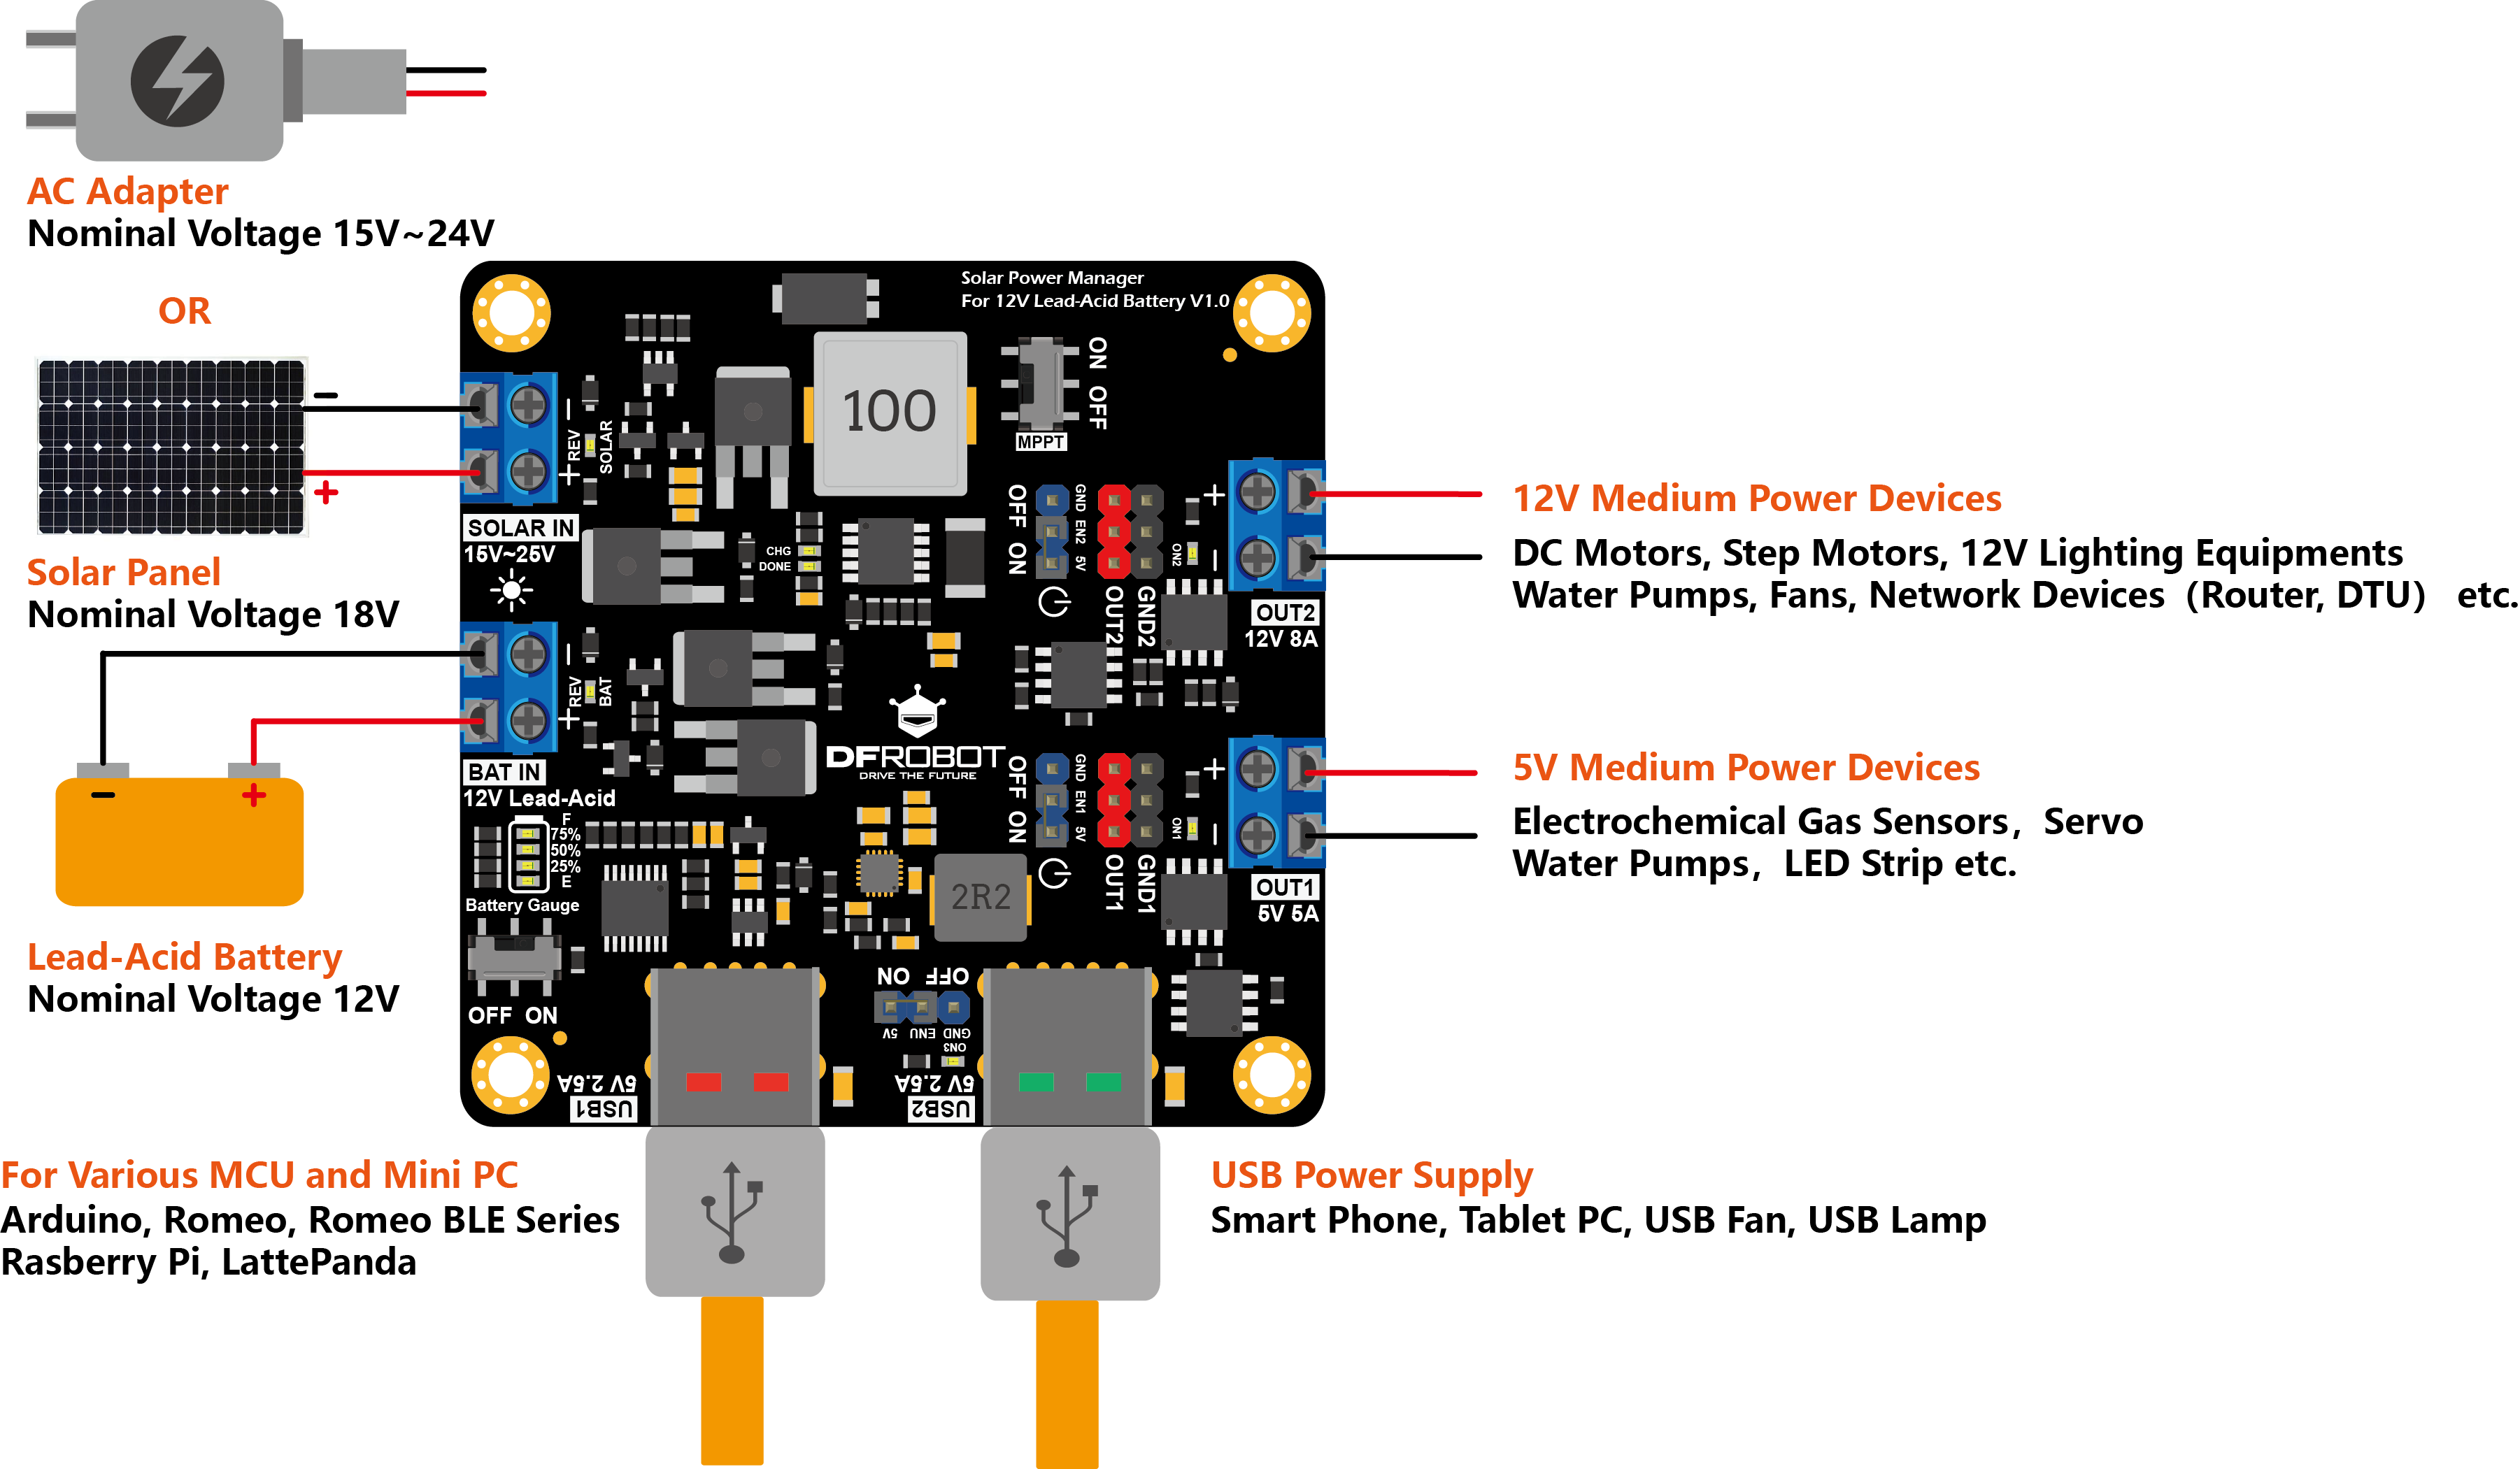 AC Adapter
Nominal Voltage 15V~24V
OR
Solar Panel
Nominal Voltage 18V
Lead-Acid Battery
Nominal Voltage 12V
Solar Power Manager
For 12V Lead-Acid Battery V1.0
100
ON OFF
MPPT
REV
SOLAR
SOLAR IN
15V~25V
CHG
DONE
OFF ON
GND EN2 5V
OUT2
GND2
ON2
OUT2
12V 8A
REV
BAT
BAT IN
12V Lead-Acid
F
75%
50%
25%
E
Battery Gauge
OFF ON
DFROBOT
DRIVE THE FUTURE
2R2
OFF ON
GND EN1 5V
OUT1
GND1
ON1
OUT1
5V 5A
ON OFF
5V ENU GND
ON3
5V 2.5A
USB1
5V 2.5A
USB2
12V Medium Power Devices
DC Motors, Step Motors, 12V Lighting Equipments
Water Pumps, Fans, Network Devices（Router, DTU） etc.
5V Medium Power Devices
Electrochemical Gas Sensors，Servo
Water Pumps，LED Strip etc.
For Various MCU and Mini PC
Arduino, Romeo, Romeo BLE Series
Rasberry Pi, LattePanda
USB Power Supply
Smart Phone, Tablet PC, USB Fan, USB Lamp